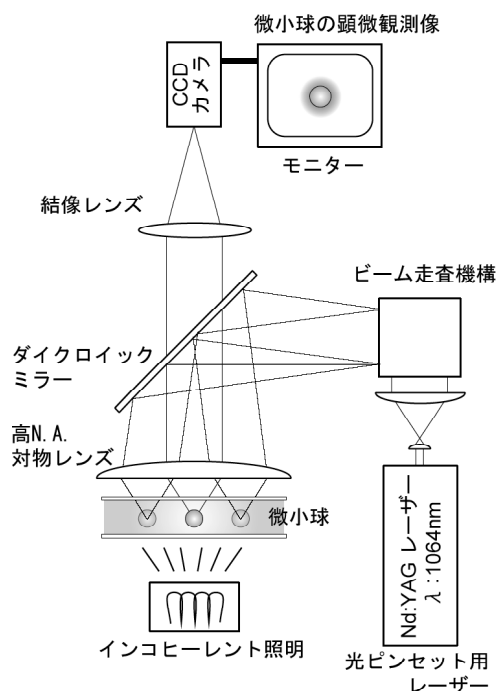 微小球の顕微観測像
CCD
カメラ
モニター
結像レンズ
ビーム走査機構
ダイクロイック
ミラー
高N.A.
対物レンズ
微小球
Nd:YAG レーザー
λ:1064nm
インコヒーレント照明
光ピンセット用
レーザー